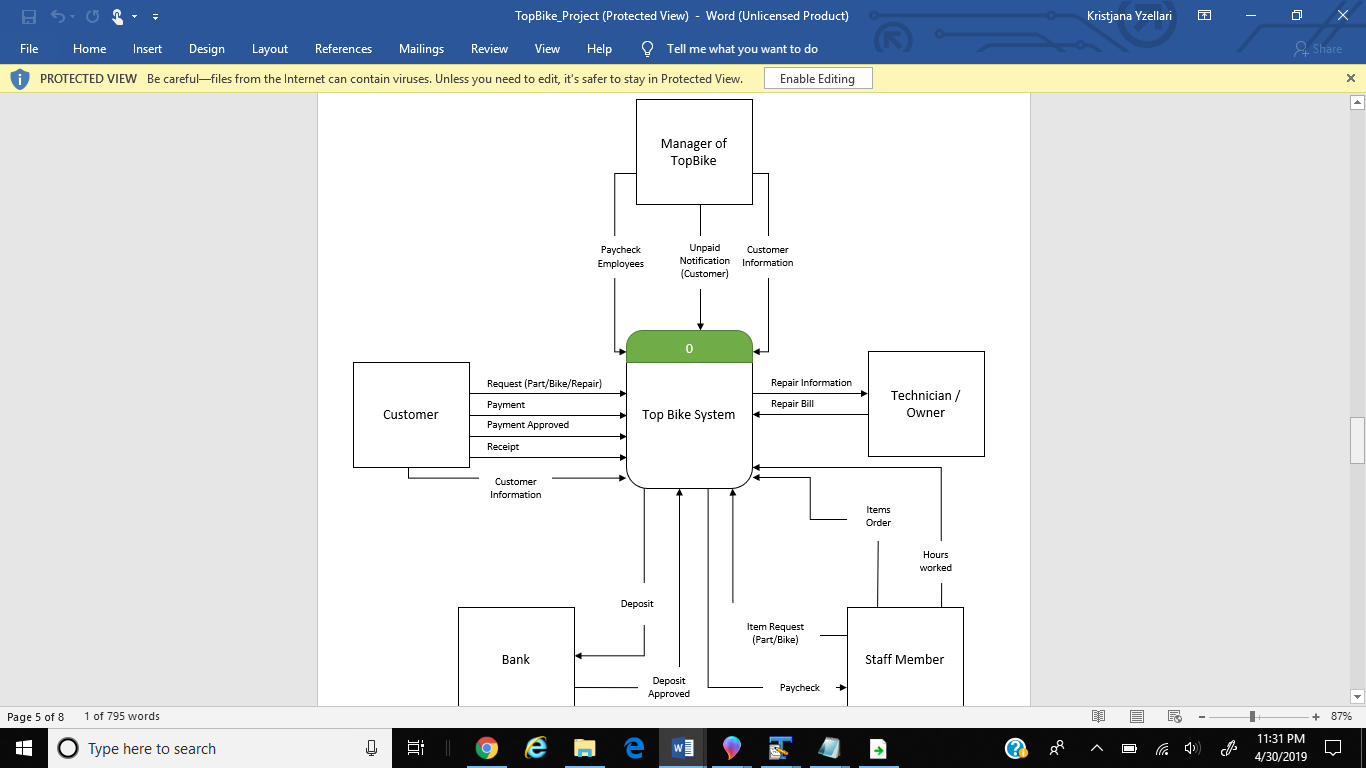 TopBike_Project (Protected View) - Word (Unlicensed Product)
Kristjana Yzellari
File Home Insert Design Layout References Mailings Review View Help Tell me what you want to do Share
PROTECTED VIEW Be careful—files from the Internet can contain viruses. Unless you need to edit, it's safer to stay in Protected View. Enable Editing
Manager of
TopBike
Paycheck
Employees
Unpaid
Notification
(Customer)
Customer
Information
0
Top Bike System
Customer
Request (Part/Bike/Repair)
Payment
Payment Approved
Receipt
Customer
Information
Repair Information
Repair Bill
Technician /
Owner
Items
Order
Hours
worked
Deposit
Item Request
(Part/Bike)
Bank
Deposit
Approved
Paycheck
Staff Member
Page 5 of 8 1 of 795 words 87%
Type here to search
11:31 PM
4/30/2019